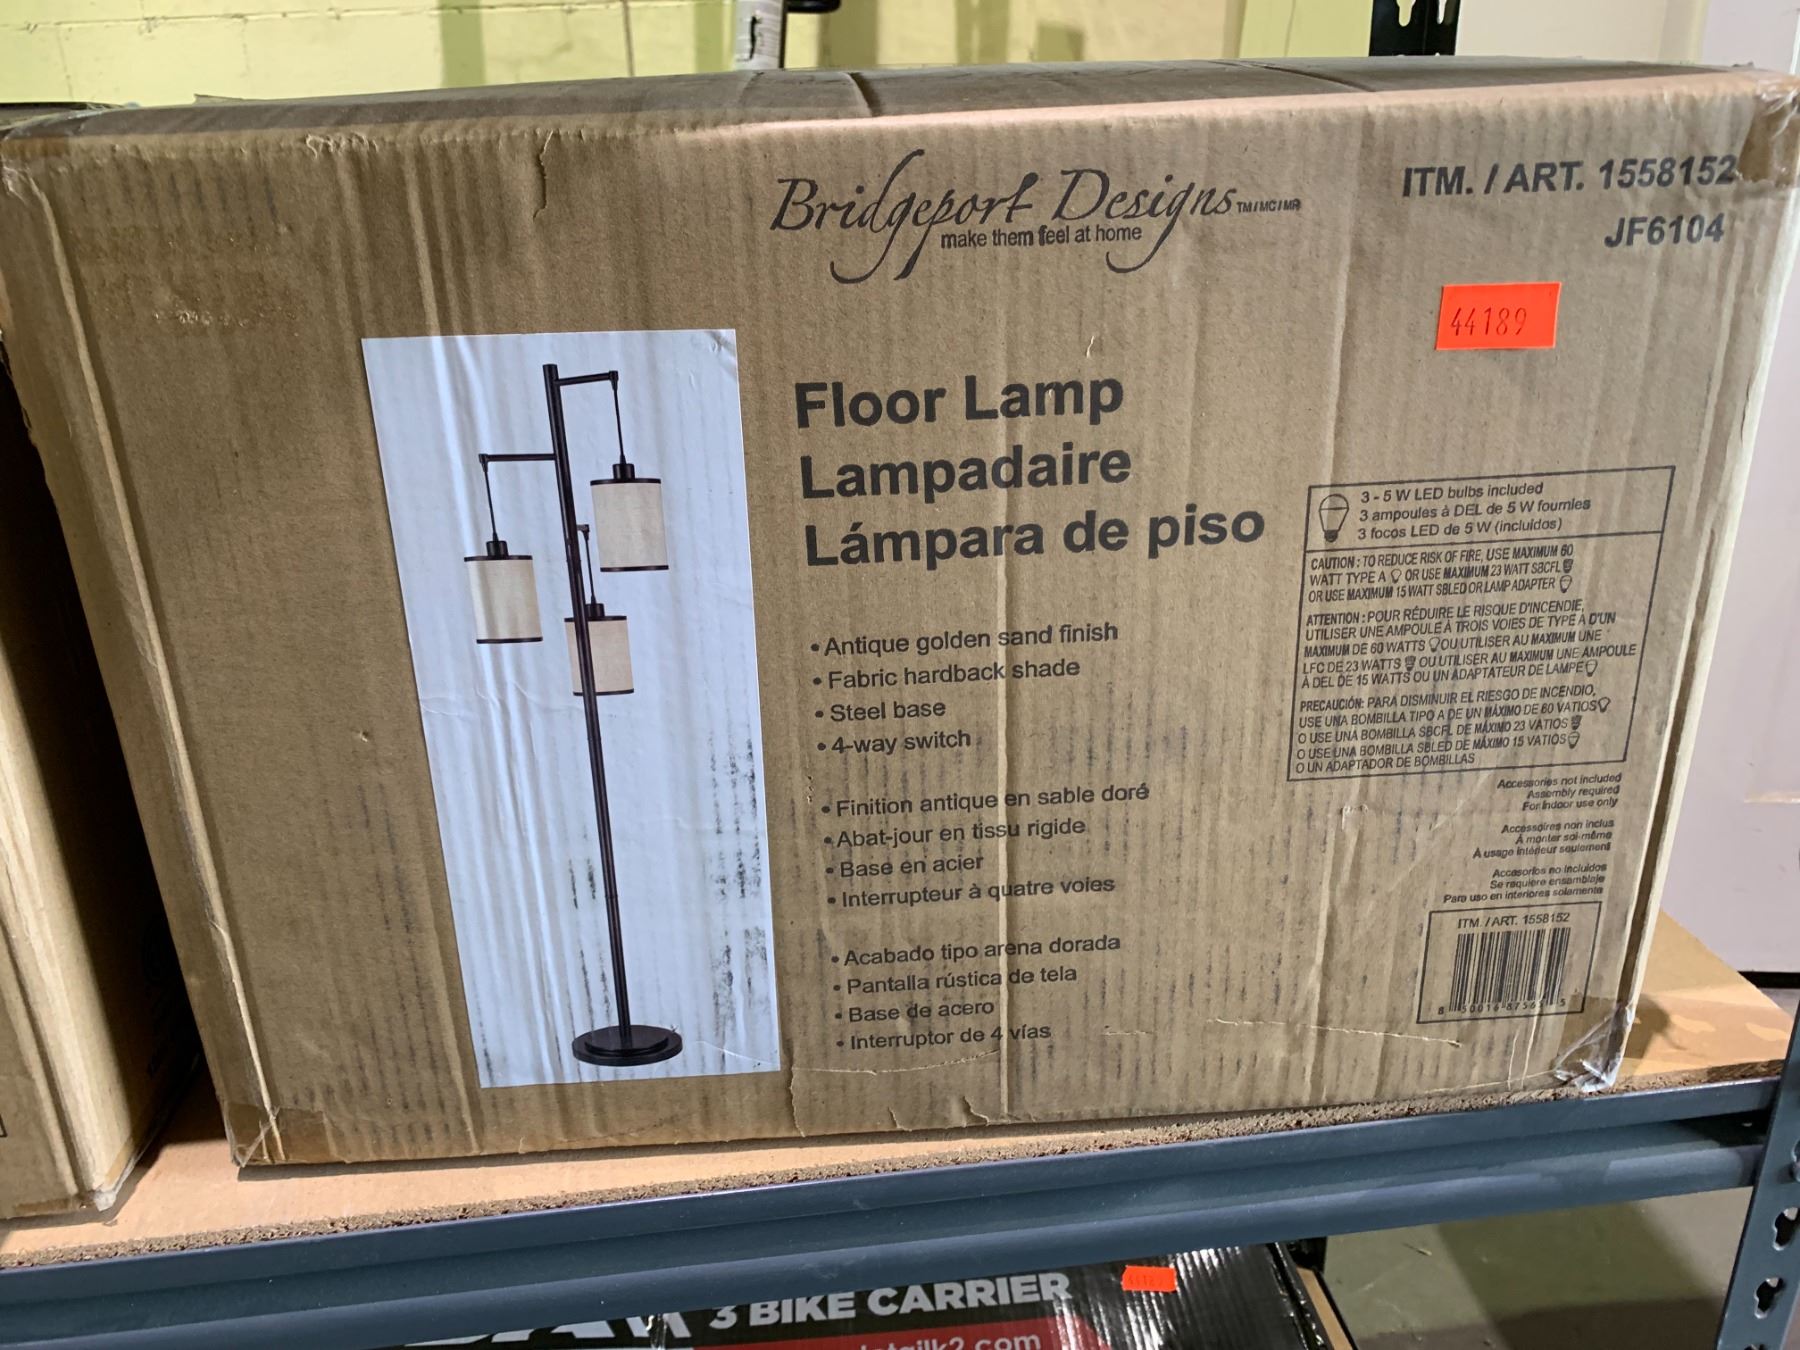 Bridgeport Designs TM/MC/MR
make them feel at home
ITM. / ART. 1558152
JF6104
44189
Floor Lamp
Lampadaire
Lámpara de piso
• Antique golden sand finish
• Fabric hardback shade
• Steel base
• 4-way switch
• Finition antique en sable doré
• Abat-jour en tissu rigide
• Base en acier
• Interrupteur à quatre voies
• Acabado tipo arena dorada
• Pantalla rústica de tela
• Base de acero
• Interruptor de 4 vías
3 - 5 W LED bulbs included
3 ampoules à DEL de 5 W fournies
3 focos LED de 5 W (incluidos)
CAUTION : TO REDUCE RISK OF FIRE, USE MAXIMUM 60
WATT TYPE A OR USE MAXIMUM 23 WATT SBCFL
OR USE MAXIMUM 15 WATT SBLED OR LAMP ADAPTER
ATTENTION : POUR RÉDUIRE LE RISQUE D'INCENDIE,
UTILISER UNE AMPOULE À TROIS VOIES DE TYPE A D'UN
MAXIMUM DE 60 WATTS OU UTILISER AU MAXIMUM UNE
LFC DE 23 WATTS OU UTILISER AU MAXIMUM UNE AMPOULE
À DEL DE 15 WATTS OU UN ADAPTATEUR DE LAMPE
PRECAUCIÓN: PARA DISMINUIR EL RIESGO DE INCENDIO,
USE UNA BOMBILLA TIPO A DE UN MÁXIMO DE 60 VATIOS
O USE UNA BOMBILLA SBCFL DE MÁXIMO 23 VATIOS
O USE UNA BOMBILLA SBLED DE MÁXIMO 15 VATIOS
O UN ADAPTADOR DE BOMBILLAS
Accessories not included
Assembly required
For indoor use only
Accessoires non inclus
À monter soi-même
À usage intérieur seulement
Accesorios no incluidos
Se requiere ensamblaje
Para uso en interiores solamente
ITM. / ART. 1558152
3 BIKE CARRIER